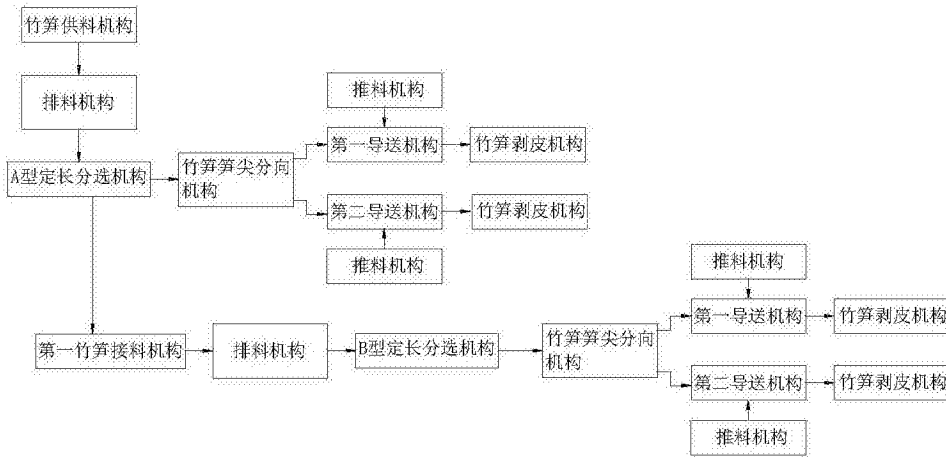 竹笋供料机构
排料机构
A型定长分选机构
竹笋笋尖分向
机构
推料机构
第一导送机构
竹笋剥皮机构
第二导送机构
竹笋剥皮机构
推料机构
第一竹笋接料机构
排料机构
B型定长分选机构
竹笋笋尖分向
机构
推料机构
第一导送机构
竹笋剥皮机构
第二导送机构
竹笋剥皮机构
推料机构